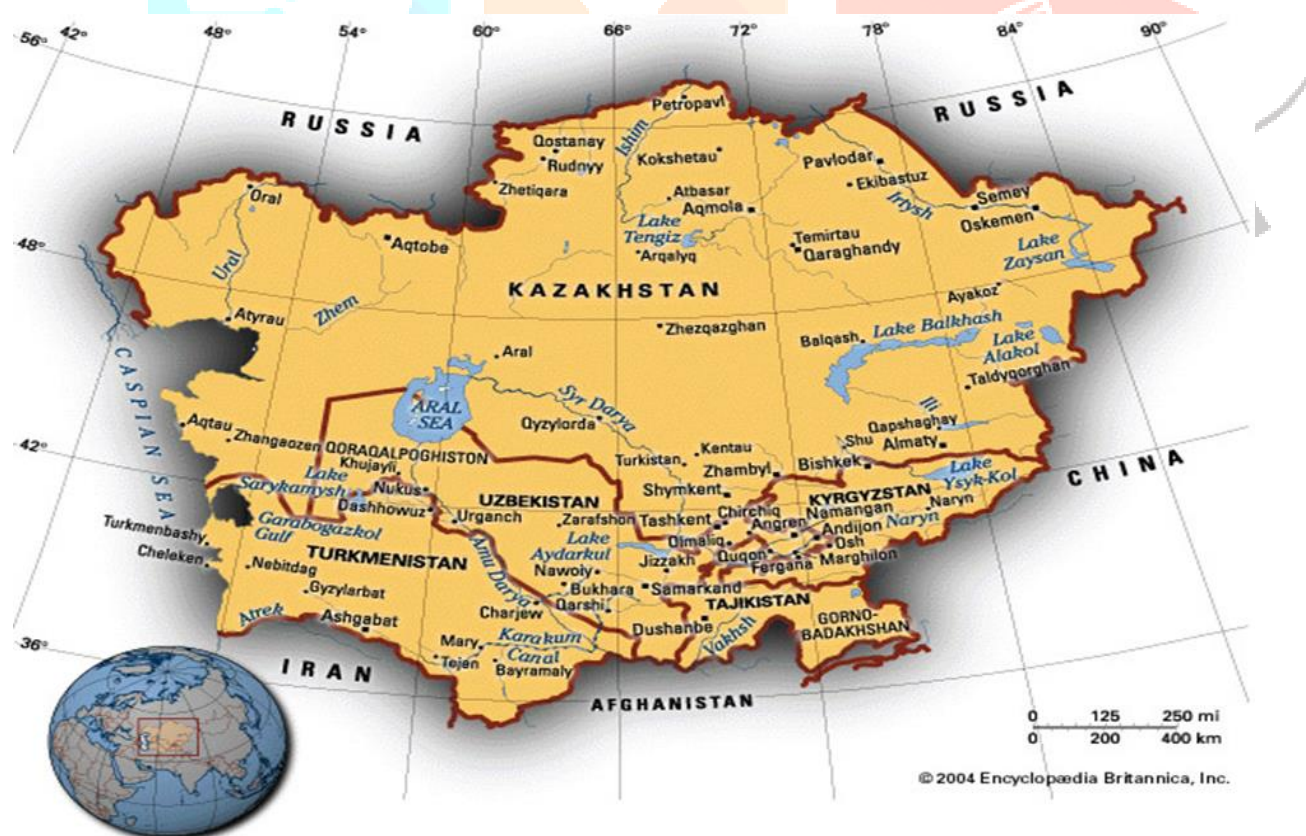 42°
48°
54°
60°
66°
72°
78°
84°
90°
56°
RUSSIA
RUSSIA
Petropavl
Qostanay
Ishim
Rudnyy
Kokshetau
Pavlodar
Zhetiqara
Ekibastuz
Oral
Atbasar
Semey
Aqmola
Irtysh
Oskemen
48°
Aqtobe
Lake
Tengiz
Temirtau
Qaraghandy
Lake
Zaysan
Arqalyq
Ural
KAZAKHSTAN
Ayakoz
Zhem
Atyrau
Zhezqazghan
Balqash
Lake Balkhash
Lake
Alakol
Aral
Taldyqorghan
CASPIAN SEA
ARAL
SEA
Syr Darya
Ili
Qyzylorda
Qapshaghay
Aqtau
Shu
Almaty
42°
Zhangaozen
QORAQALPOGHISTON
Kentau
Turkistan
Zhambyl
Bishkek
CHINA
Khujayli
Lake
Sarykamysh
Nukus
Shymkent
Lake
Ysyk-Kol
UZBEKISTAN
KYRGYZSTAN
Naryn
Dashhowuz
Urganch
Zarafshon
Tashkent
Chirchiq
Namangan
Turkmenbashy
Garabogazkol
Gulf
Angren
Andijon
Naryn
Lake
Aydarkul
Olmaliq
Osh
Cheleken
TURKMENISTAN
Jizzakh
Quqon
Marghilon
Fergana
Nebitdag
Amu Darya
Nawoiy
Gyzylarbat
Bukhara
Samarkand
Atrek
Charjew
Qarshi
TAJIKISTAN
Ashgabat
GORNO-
BADAKHSHAN
Dushanbe
Vakhsh
36°
Mary
Karakum
Canal
IRAN
Tejen
Bayramaly
AFGHANISTAN
0 125 250 mi
0 200 400 km
© 2004 Encyclopædia Britannica, Inc.